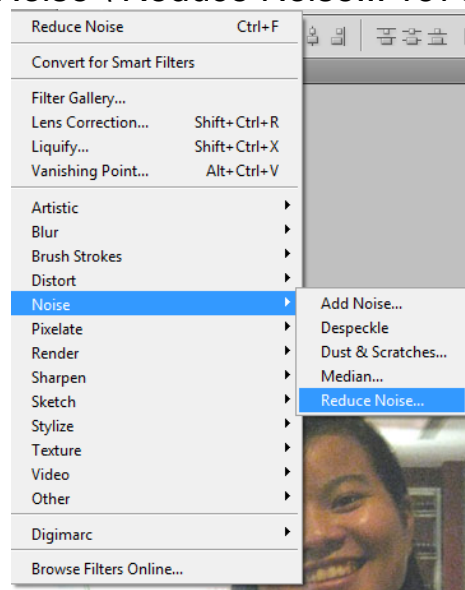 Reduce Noise Ctrl+F
Convert for Smart Filters
Filter Gallery...
Lens Correction... Shift+Ctrl+R
Liquify... Shift+Ctrl+X
Vanishing Point... Alt+Ctrl+V
Artistic
Blur
Brush Strokes
Distort
Noise
Pixelate
Render
Sharpen
Sketch
Stylize
Texture
Video
Other
Digimarc
Browse Filters Online...
Add Noise...
Despeckle
Dust & Scratches...
Median...
Reduce Noise...